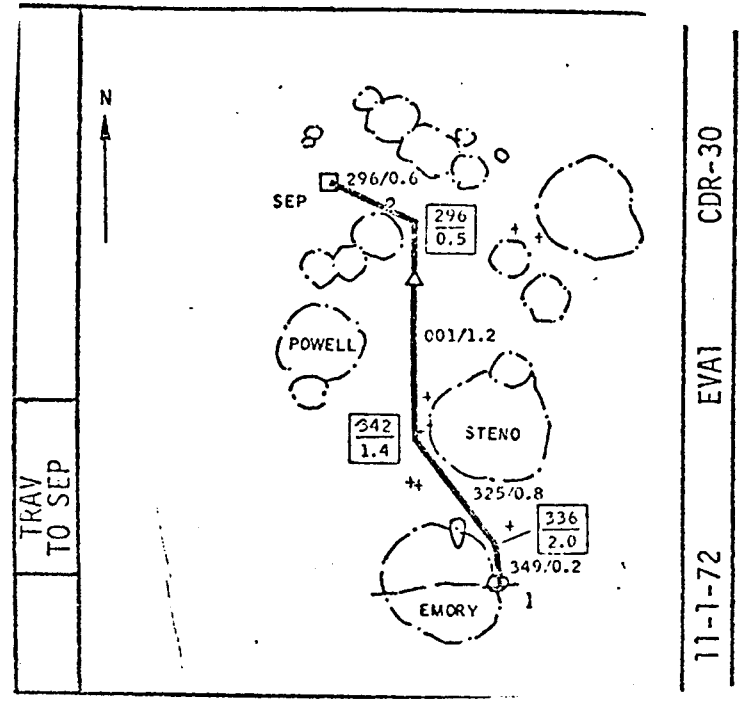 N
296/0.6
SEP
296
0.5
001/1.2
POWELL
342
1.4
STENO
325/0.8
336
2.0
349/0.2
EMORY
1
TRAV
TO SEP
CDR-30
EVA1
11-1-72